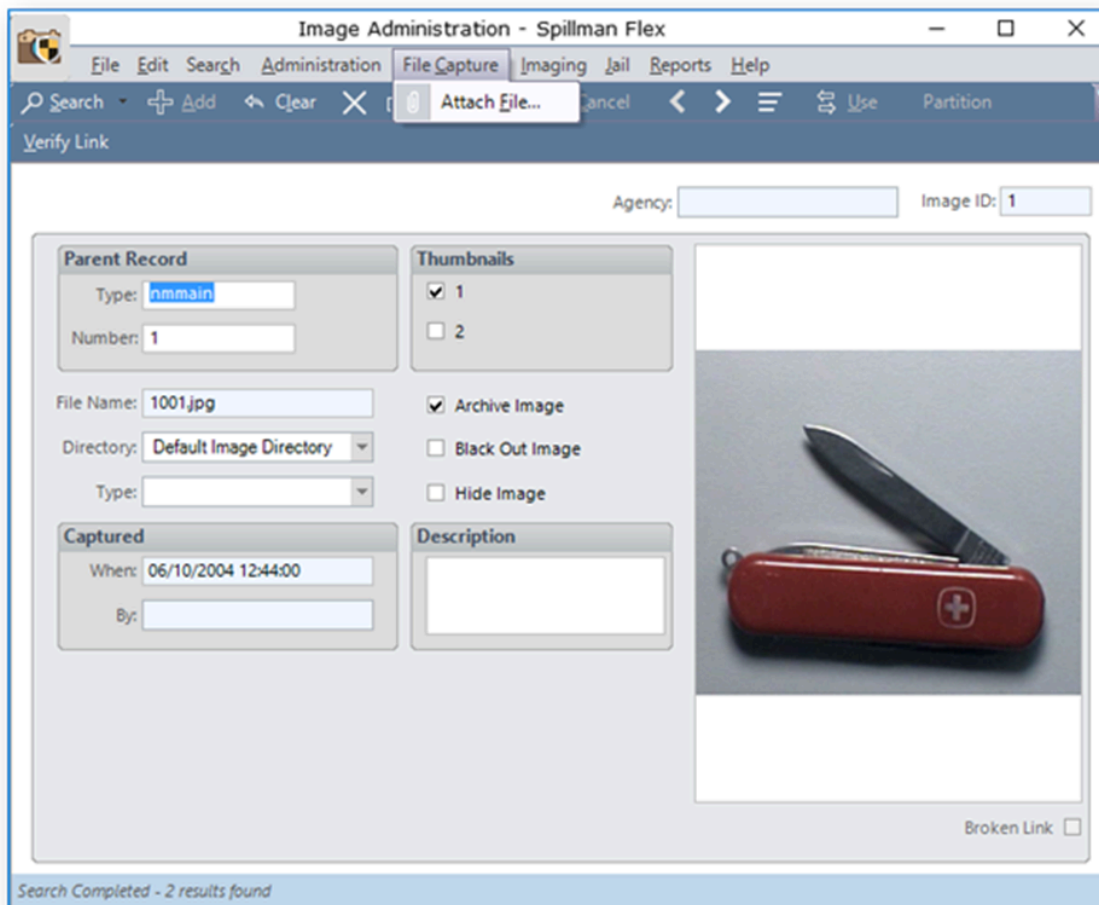 Image Administration - Spillman Flex
File Edit Search Administration File Capture Imaging Jail Reports Help
Search Add Clear Attach File... Cancel Use Partition
Verify Link
Agency: Image ID: 1
Parent Record Thumbnails
Type: nmmain 1
Number: 1 2
File Name: 1001.jpg Archive Image
Directory: Default Image Directory Black Out Image
Type: Hide Image
Captured Description
When: 06/10/2004 12:44:00
By:
Broken Link
Search Completed - 2 results found